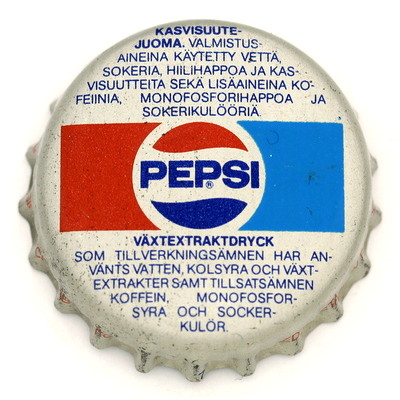 KASVISUUTE-
JUOMA. VALMISTUS-
AINEINA KÄYTETTY VETTÄ,
SOKERIA, HIILIHAPPOA JA KAS-
VISUUTTEITA SEKÄ LISÄAINEINA KO-
FEIINIA, MONOFOSFORIHAPPOA JA
SOKERIKULÖÖRIÄ.
PEPSI®
VÄXTEXTRAKTDRYCK
SOM TILLVERKNINGSÄMNEN HAR AN-
VÄNTS VATTEN, KOLSYRA OCH VÄXT-
EXTRAKTER SAMT TILLSATSÄMNEN
KOFFEIN, MONOFOSFOR-
SYRA OCH SOCKER-
KULÖR.